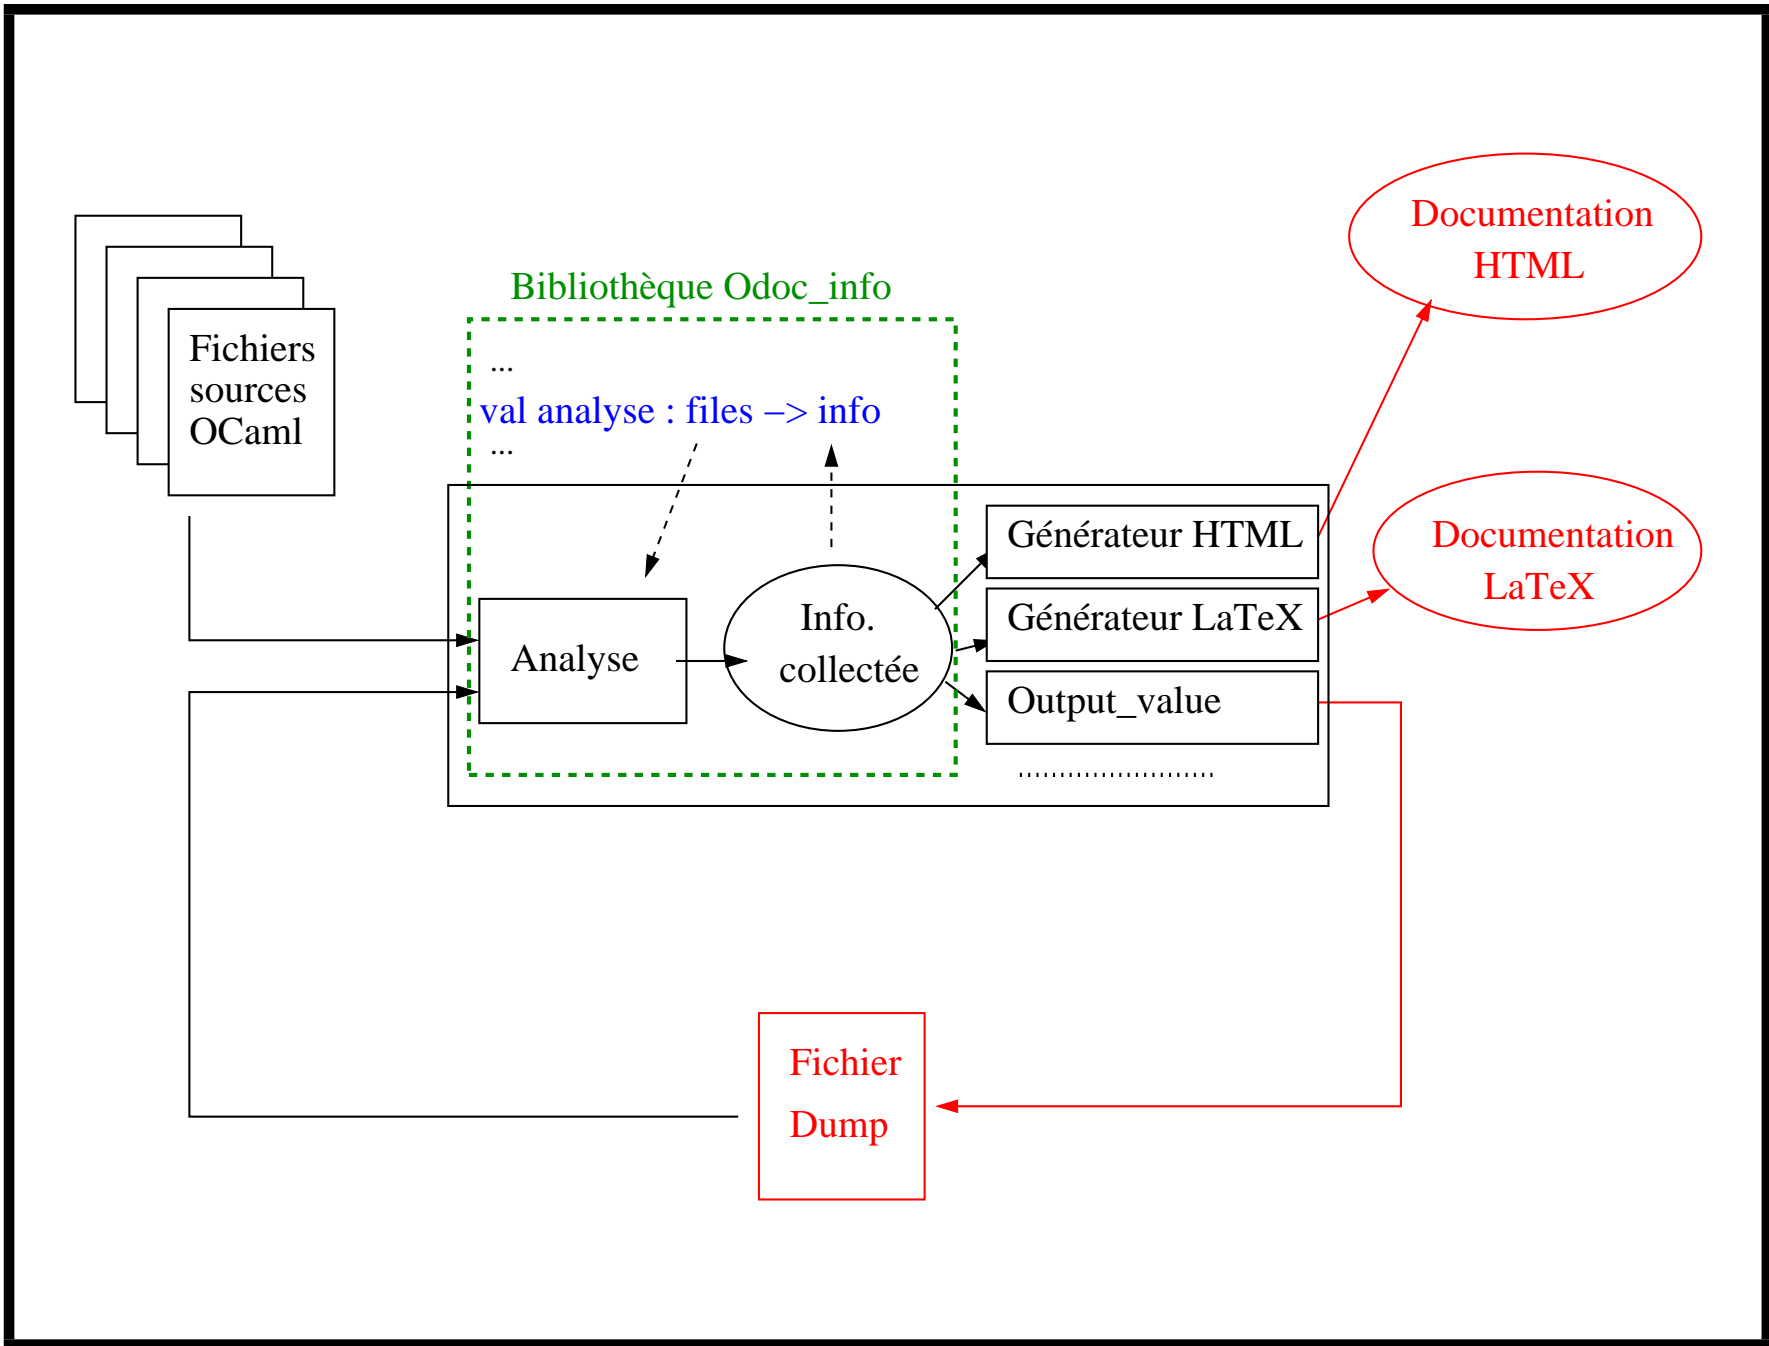 Documentation
HTML
Bibliothèque Odoc_info
Fichiers
sources
OCaml
...
val analyse : files −> info
...
Documentation
LaTeX
Générateur HTML
Générateur LaTeX
Output_value
Analyse
Info.
collectée
Fichier
Dump